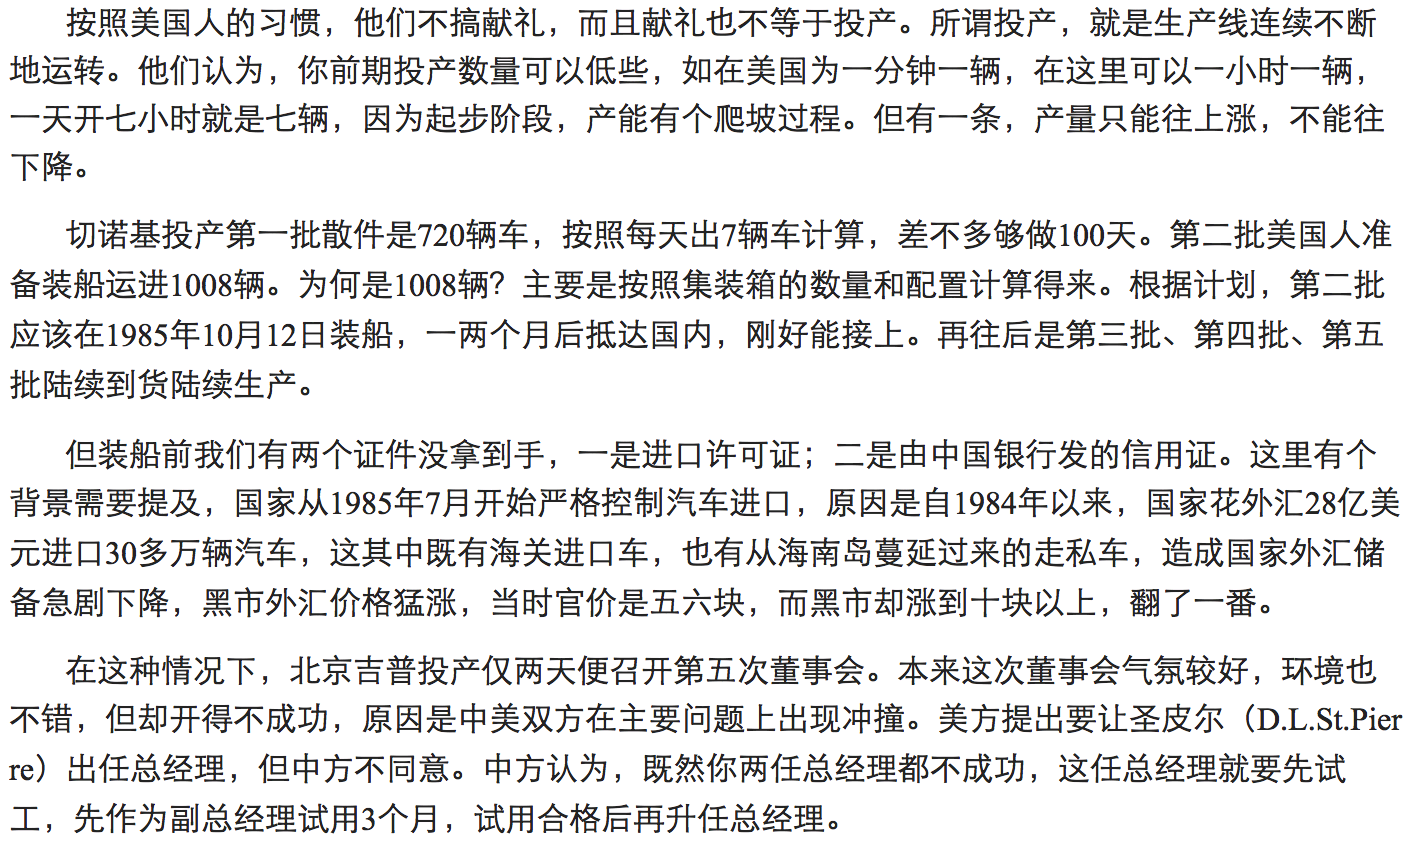 按照美国人的习惯，他们不搞献礼，而且献礼也不等于投产。所谓投产，就是生产线连续不断
地运转。他们认为，你前期投产数量可以低些，如在美国为一分钟一辆，在这里可以一小时一辆，
一天开七小时就是七辆，因为起步阶段，产能有个爬坡过程。但有一条，产量只能往上涨，不能往
下降。
切诺基投产第一批散件是720辆车，按照每天出7辆车计算，差不多够做100天。第二批美国人准
备装船运进1008辆。为何是1008辆？主要是按照集装箱的数量和配置计算得来。根据计划，第二批
应该在1985年10月12日装船，一两个月后抵达国内，刚好能接上。再往后是第三批、第四批、第五
批陆续到货陆续生产。
但装船前我们有两个证件没拿到手，一是进口许可证；二是由中国银行发的信用证。这里有个
背景需要提及，国家从1985年7月开始严格控制汽车进口，原因是自1984年以来，国家花外汇28亿美
元进口30多万辆汽车，这其中既有海关进口车，也有从海南岛蔓延过来的走私车，造成国家外汇储
备急剧下降，黑市外汇价格猛涨，当时官价是五六块，而黑市却涨到十块以上，翻了一番。
在这种情况下，北京吉普投产仅两天便召开第五次董事会。本来这次董事会气氛较好，环境也
不错，但却开得不成功，原因是中美双方在主要问题上出现冲撞。美方提出要让圣皮尔（D.L.St.Pier
re）出任总经理，但中方不同意。中方认为，既然你两任总经理都不成功，这任总经理就要先试
工，先作为副总经理试用3个月，试用合格后再升任总经理。